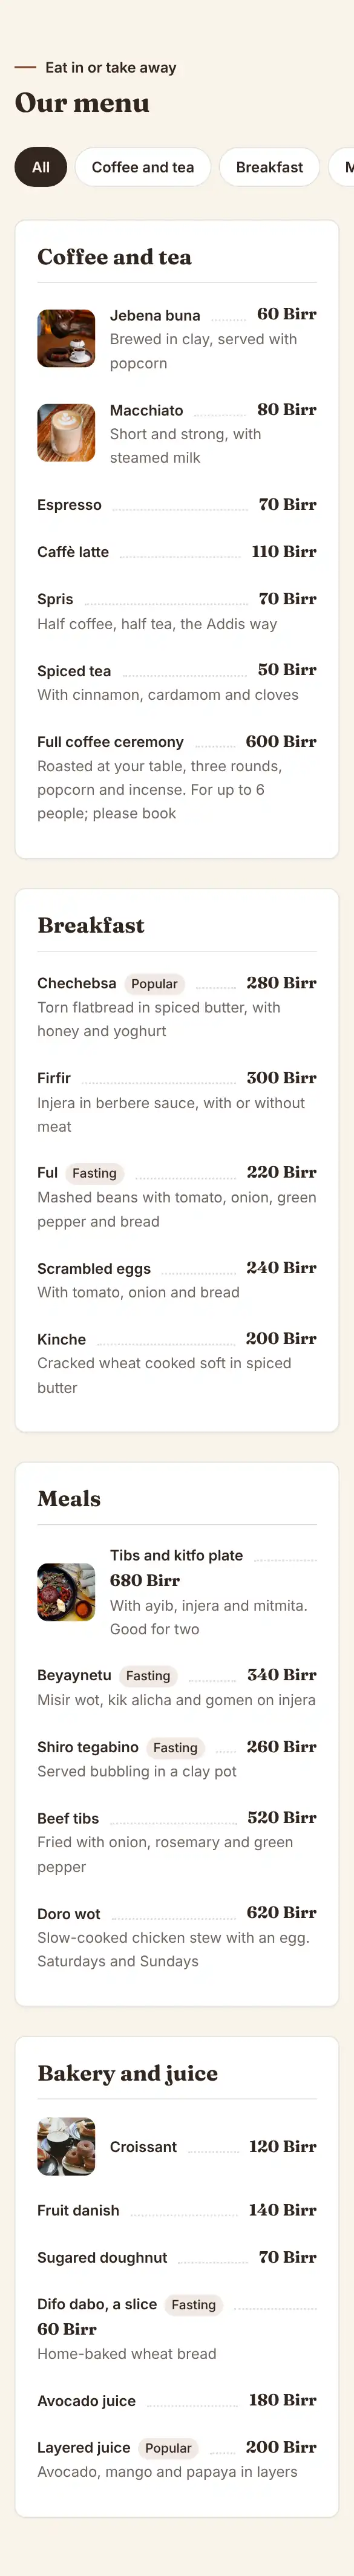 Eat in or take away
Our menu
All Coffee and tea Breakfast M
Coffee and tea
Jebena buna 60 Birr
Brewed in clay, served with
popcorn
Macchiato 80 Birr
Short and strong, with
steamed milk
Espresso 70 Birr
Caffè latte 110 Birr
Spris 70 Birr
Half coffee, half tea, the Addis way
Spiced tea 50 Birr
With cinnamon, cardamom and cloves
Full coffee ceremony 600 Birr
Roasted at your table, three rounds,
popcorn and incense. For up to 6
people; please book
Breakfast
Chechebsa Popular 280 Birr
Torn flatbread in spiced butter, with
honey and yoghurt
Firfir 300 Birr
Injera in berbere sauce, with or without
meat
Ful Fasting 220 Birr
Mashed beans with tomato, onion, green
pepper and bread
Scrambled eggs 240 Birr
With tomato, onion and bread
Kinche 200 Birr
Cracked wheat cooked soft in spiced
butter
Meals
Tibs and kitfo plate
680 Birr
With ayib, injera and mitmita.
Good for two
Beyaynetu Fasting 340 Birr
Misir wot, kik alicha and gomen on injera
Shiro tegabino Fasting 260 Birr
Served bubbling in a clay pot
Beef tibs 520 Birr
Fried with onion, rosemary and green
pepper
Doro wot 620 Birr
Slow-cooked chicken stew with an egg.
Saturdays and Sundays
Bakery and juice
Croissant 120 Birr
Fruit danish 140 Birr
Sugared doughnut 70 Birr
Difo dabo, a slice Fasting
60 Birr
Home-baked wheat bread
Avocado juice 180 Birr
Layered juice Popular 200 Birr
Avocado, mango and papaya in layers